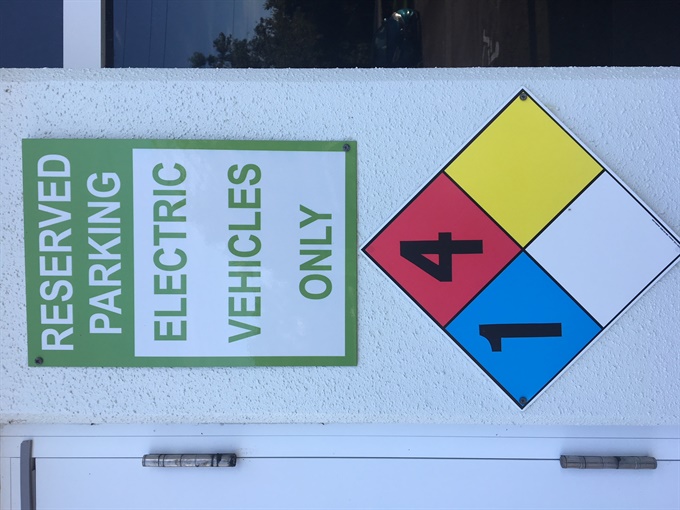 RESERVED
PARKING
ELECTRIC
VEHICLES
ONLY
4
1